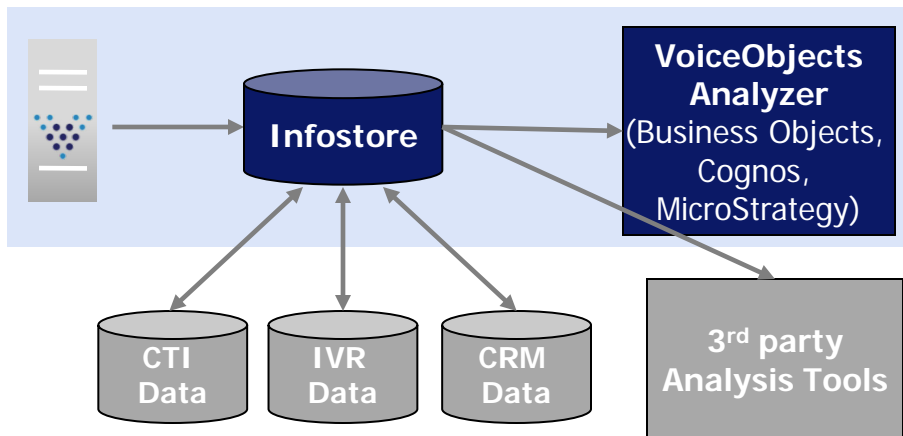 VoiceObjects
Analyzer
(Business Objects,
Cognos,
MicroStrategy)
Infostore
CTI
Data
IVR
Data
CRM
Data
3rd party
Analysis Tools